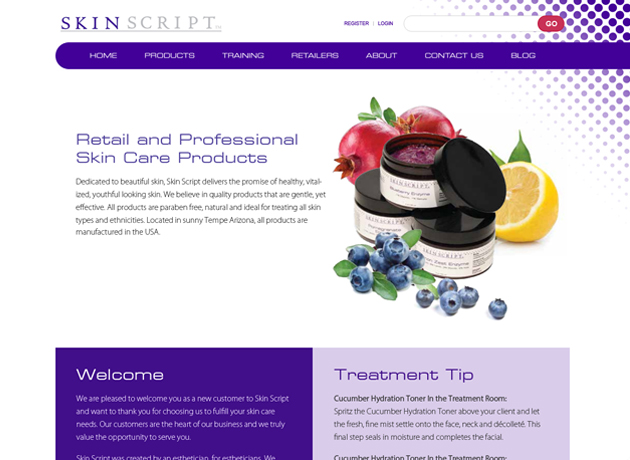 SKIN SCRIPT
REGISTER | LOGIN
GO
HOME PRODUCTS TRAINING RETAILERS ABOUT CONTACT US BLOG
Retail and Professional
Skin Care Products
Dedicated to beautiful skin, Skin Script delivers the promise of healthy, vital-
ized, youthful looking skin. We believe in quality products that are gentle, yet
effective. All products are paraben free, natural and ideal for treating all skin
types and ethnicities. Located in sunny Tempe Arizona, all products are
manufactured in the USA.
SKIN SCRIPT
Blueberry Enzyme
Pomegranate
SKIN SCRIPT
Zest Enzyme
Welcome
We are pleased to welcome you as a new customer to Skin Script
and want to thank you for choosing us to fulfill your skin care
needs. Our customers are the heart of our business and we truly
value the opportunity to serve you.
Skin Script was created by an esthetician, for estheticians. We
Treatment Tip
Cucumber Hydration Toner In the Treatment Room:
Spritz the Cucumber Hydration Toner above your client and let
the fresh, fine mist settle onto the face, neck and décolleté. This
final step seals in moisture and completes the facial.
Cucumber Hydration Toner In the Treatment Room: